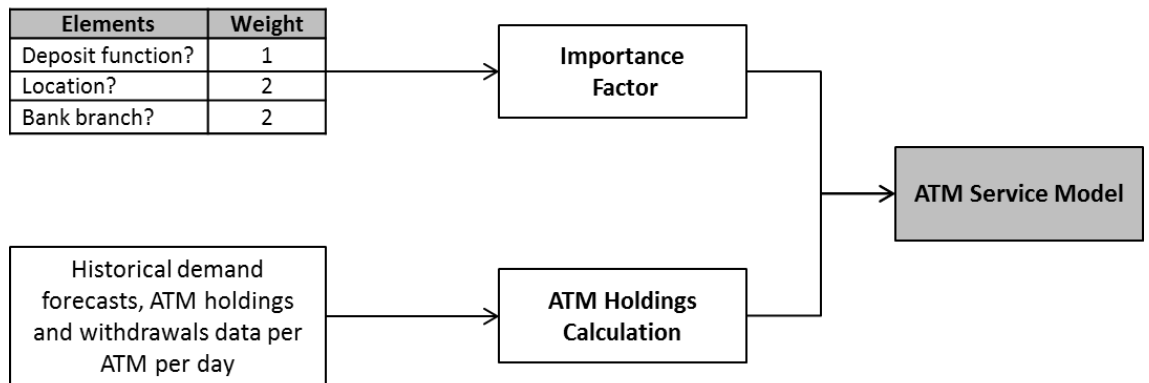 Elements Weight
Deposit function? 1
Location? 2
Bank branch? 2
Importance
Factor
ATM Service Model
Historical demand
forecasts, ATM holdings
and withdrawals data per
ATM per day
ATM Holdings
Calculation